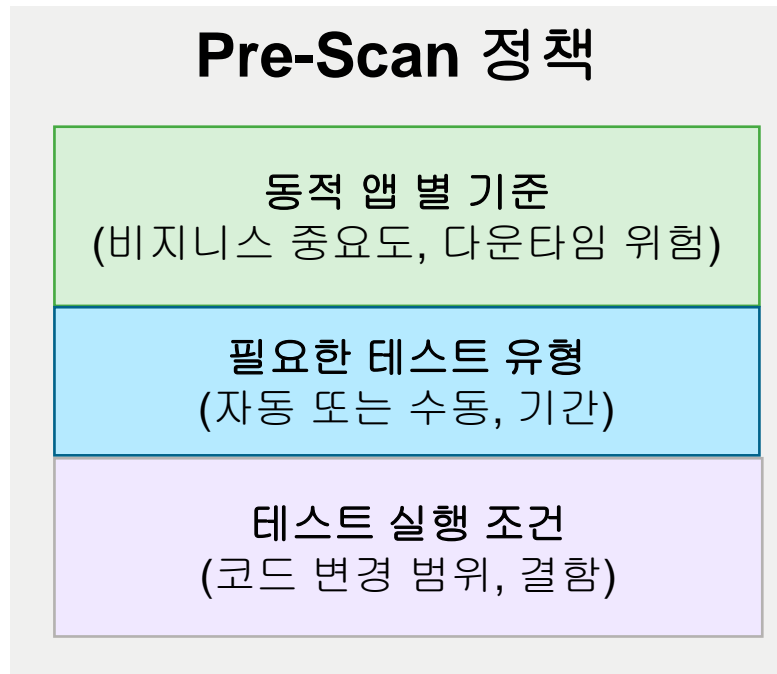 Pre-Scan 정책
동적 앱 별 기준
(비지니스 중요도, 다운타임 위험)
필요한 테스트 유형
(자동 또는 수동, 기간)
테스트 실행 조건
(코드 변경 범위, 결함)